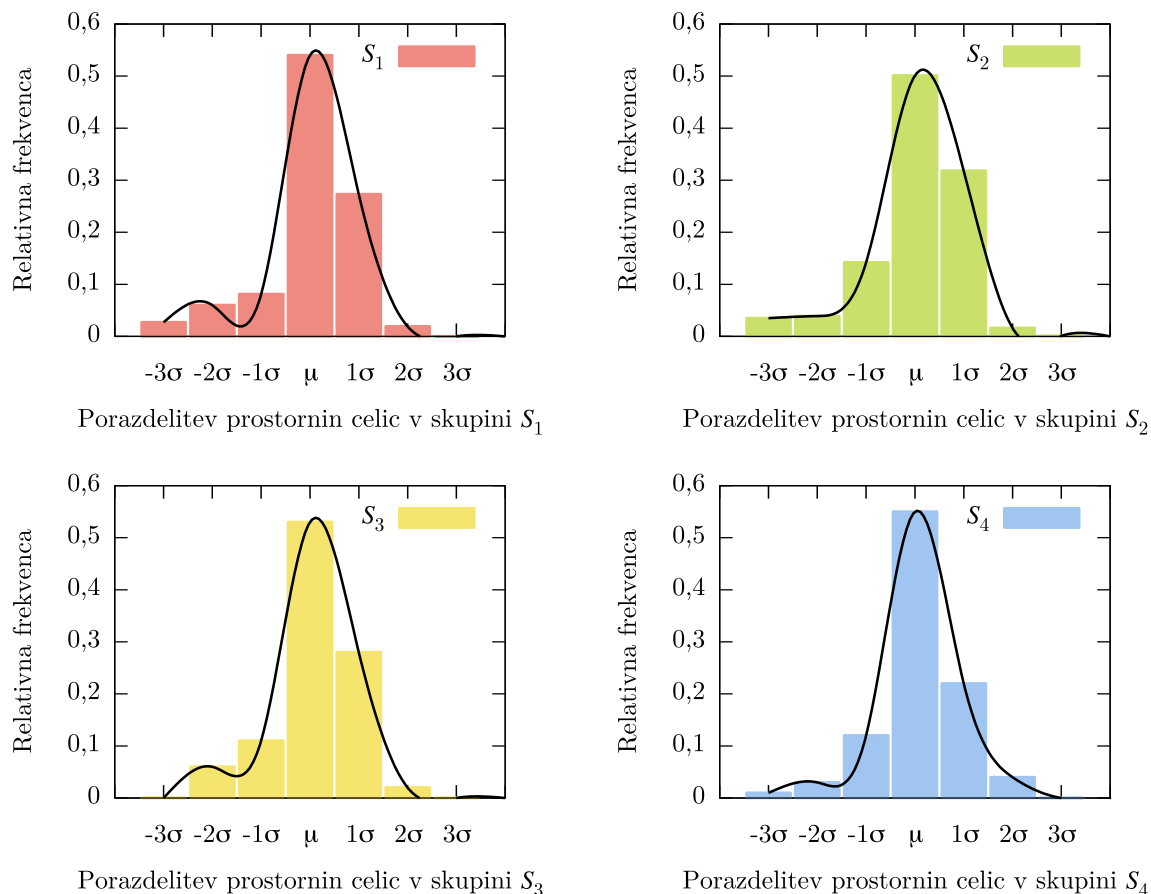 0,6
0,5
0,4
0,3
0,2
0,1
0
Relativna frekvenca
S1
-3σ -2σ -1σ μ 1σ 2σ 3σ
Porazdelitev prostornin celic v skupini S1
0,6
0,5
0,4
0,3
0,2
0,1
0
Relativna frekvenca
S2
-3σ -2σ -1σ μ 1σ 2σ 3σ
Porazdelitev prostornin celic v skupini S2
0,6
0,5
0,4
0,3
0,2
0,1
0
Relativna frekvenca
S3
-3σ -2σ -1σ μ 1σ 2σ 3σ
Porazdelitev prostornin celic v skupini S3
0,6
0,5
0,4
0,3
0,2
0,1
0
Relativna frekvenca
S4
-3σ -2σ -1σ μ 1σ 2σ 3σ
Porazdelitev prostornin celic v skupini S4